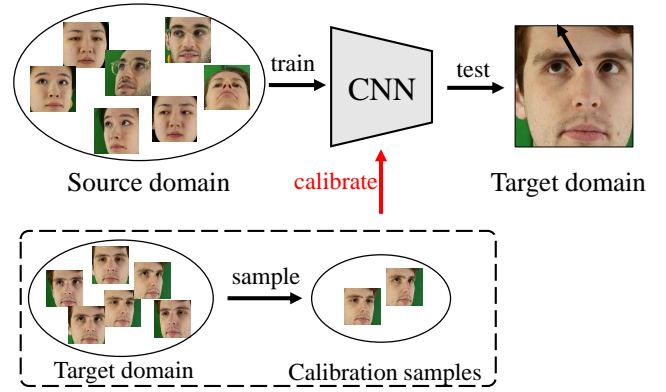 train
CNN
test
Source domain
calibrate
Target domain
sample
Target domain
Calibration samples